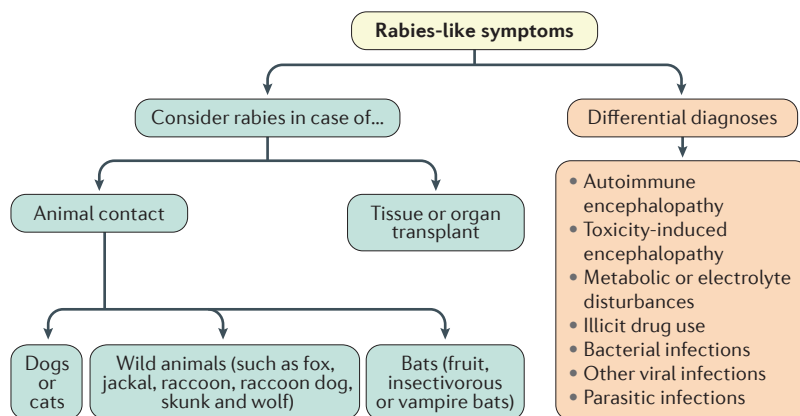 Rabies-like symptoms
Consider rabies in case of...
Differential diagnoses
Animal contact
Tissue or organ
transplant
• Autoimmune
encephalopathy
• Toxicity-induced
encephalopathy
• Metabolic or electrolyte
disturbances
• Illicit drug use
• Bacterial infections
• Other viral infections
• Parasitic infections
Dogs
or
cats
Wild animals (such as fox,
jackal, raccoon, raccoon dog,
skunk and wolf)
Bats (fruit,
insectivorous
or vampire bats)